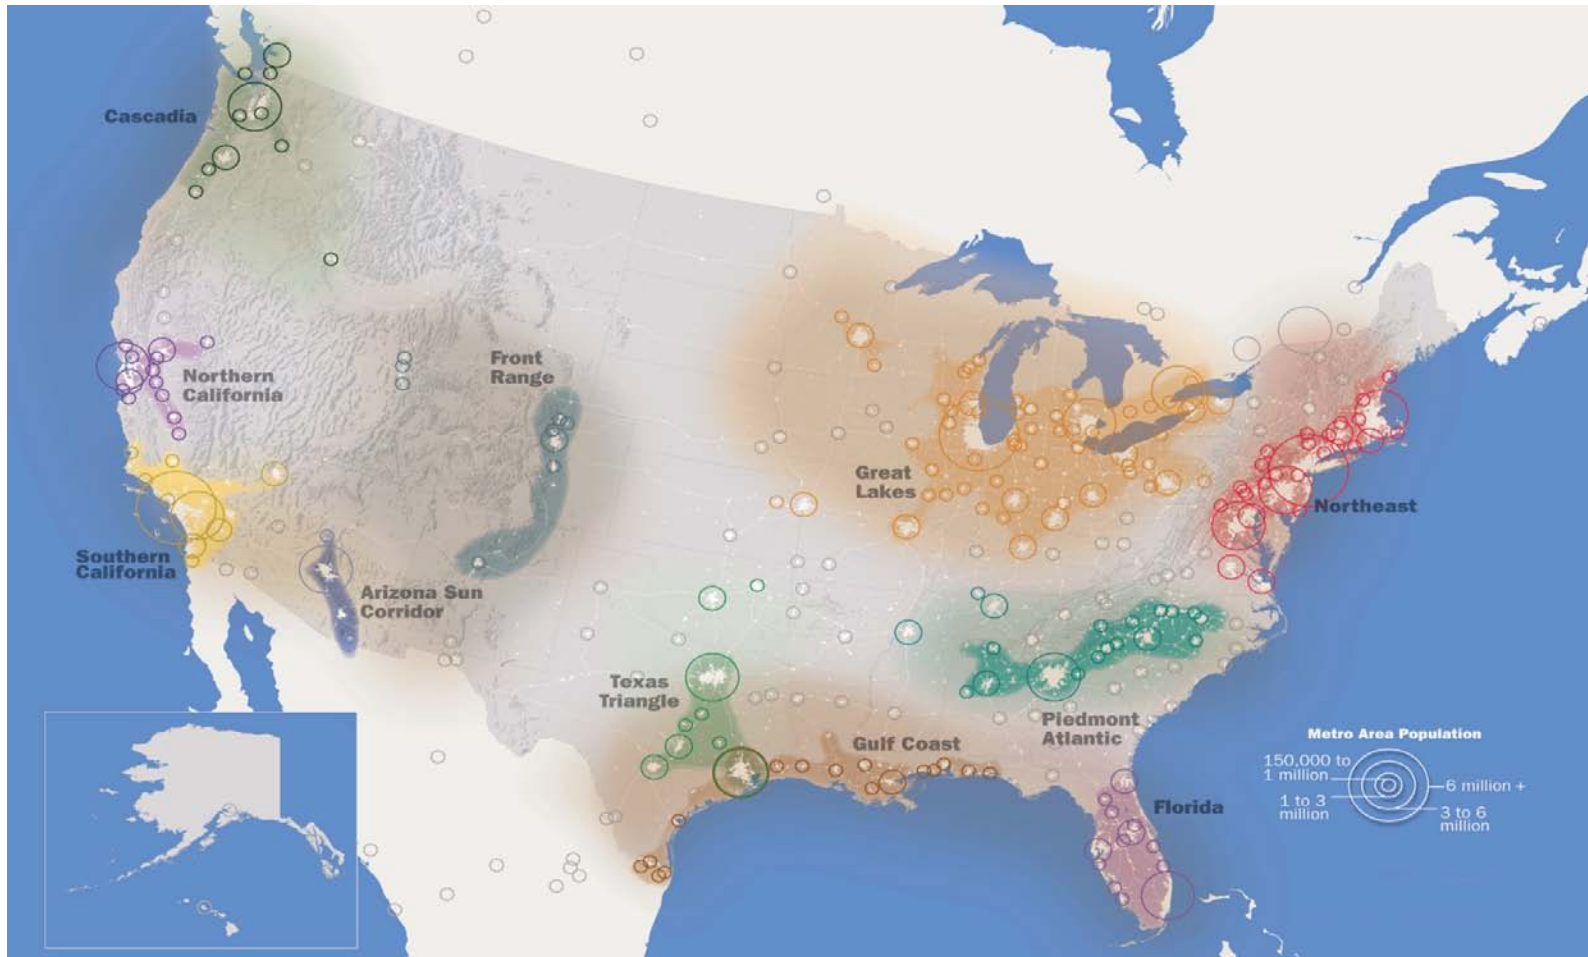 Cascadia
Northern
California
Front
Range
Great
Lakes
Northeast
Southern
California
Arizona Sun
Corridor
Texas
Triangle
Gulf Coast
Piedmont
Atlantic
Florida
Metro Area Population
150,000 to
1 million
1 to 3
million
6 million +
3 to 6
million